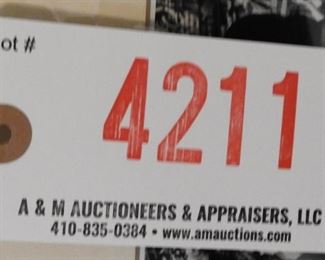 ot #
4211
A & M AUCTIONEERS & APPRAISERS, LLC
410-835-0384 • www.amauctions.com